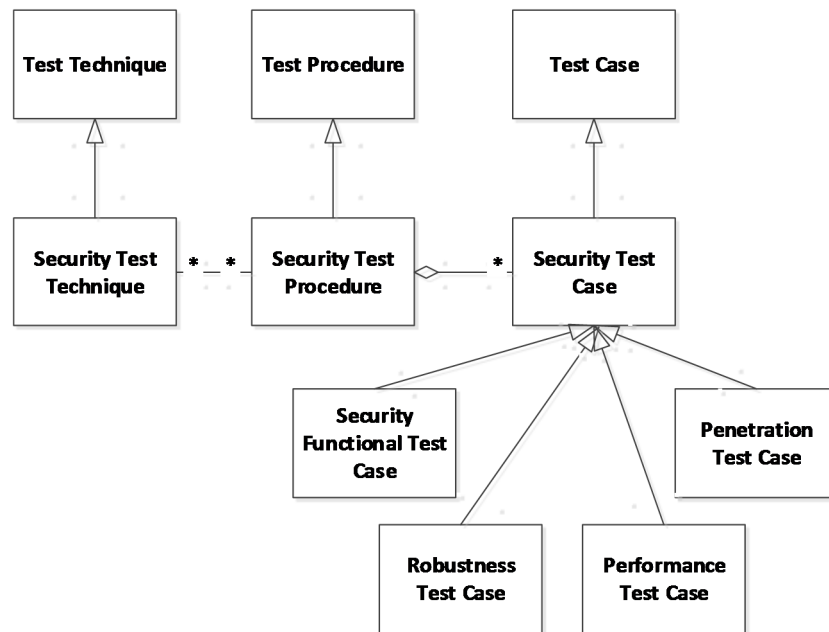 Test Technique
Test Procedure
Test Case
Security Test
Technique
* *
Security Test
Procedure
*
Security Test
Case
Security
Functional Test
Case
Penetration
Test Case
Robustness
Test Case
Performance
Test Case